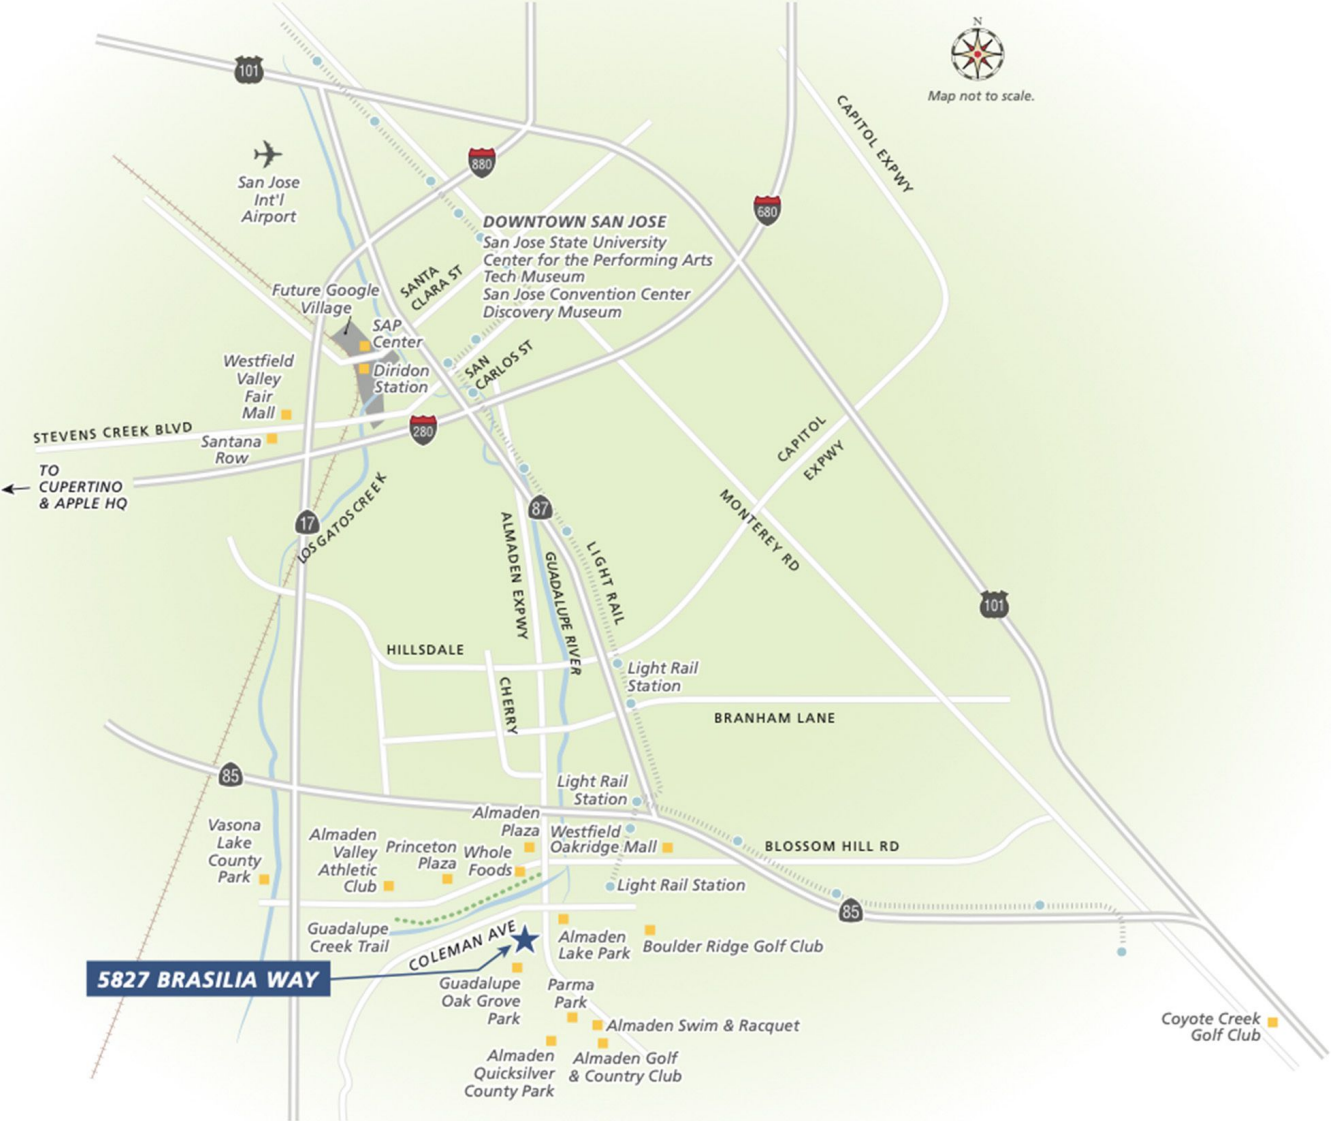 N
Map not to scale.
101
CAPITOL EXPWY
880
San Jose
Int'l
Airport
680
DOWNTOWN SAN JOSE
San Jose State University
Center for the Performing Arts
Tech Museum
San Jose Convention Center
Discovery Museum
SANTA
CLARA ST
Future Google
Village
SAP
Center
Diridon
Station
SAN
CARLOS ST
Westfield
Valley
Fair
Mall
STEVENS CREEK BLVD
Santana
Row
280
CAPITOL
EXPWY
TO
CUPERTINO
& APPLE HQ
17
LOS GATOS CREEK
87
ALMADEN EXPWY
GUADALUPE RIVER
LIGHT RAIL
MONTEREY RD
101
HILLSDALE
Light Rail
Station
CHERRY
BRANHAM LANE
85
Light Rail
Station
Vasona
Lake
County
Park
Almaden
Valley
Athletic
Club
Princeton
Plaza
Almaden
Plaza
Whole
Foods
Westfield
Oakridge Mall
BLOSSOM HILL RD
Light Rail Station
85
Guadalupe
Creek Trail
COLEMAN AVE
Almaden
Lake Park
Boulder Ridge Golf Club
5827 BRASILIA WAY
Guadalupe
Oak Grove
Park
Parma
Park
Almaden Swim & Racquet
Almaden
Quicksilver
County Park
Almaden Golf
& Country Club
Coyote Creek
Golf Club